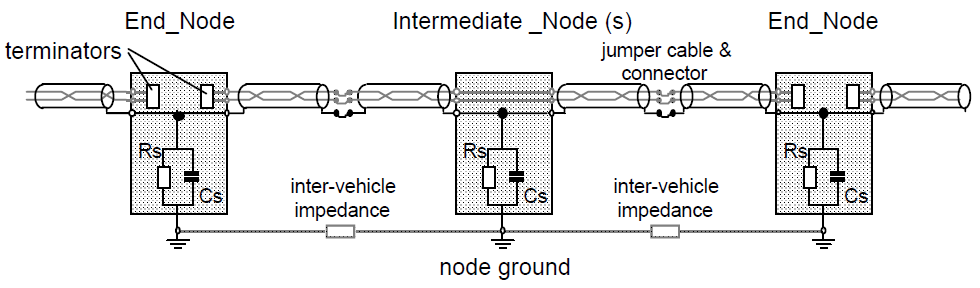 End_Node
Intermediate _Node (s)
End_Node
terminators
jumper cable &
connector
Rs
Cs
Rs
Cs
Rs
Cs
inter-vehicle
impedance
inter-vehicle
impedance
node ground